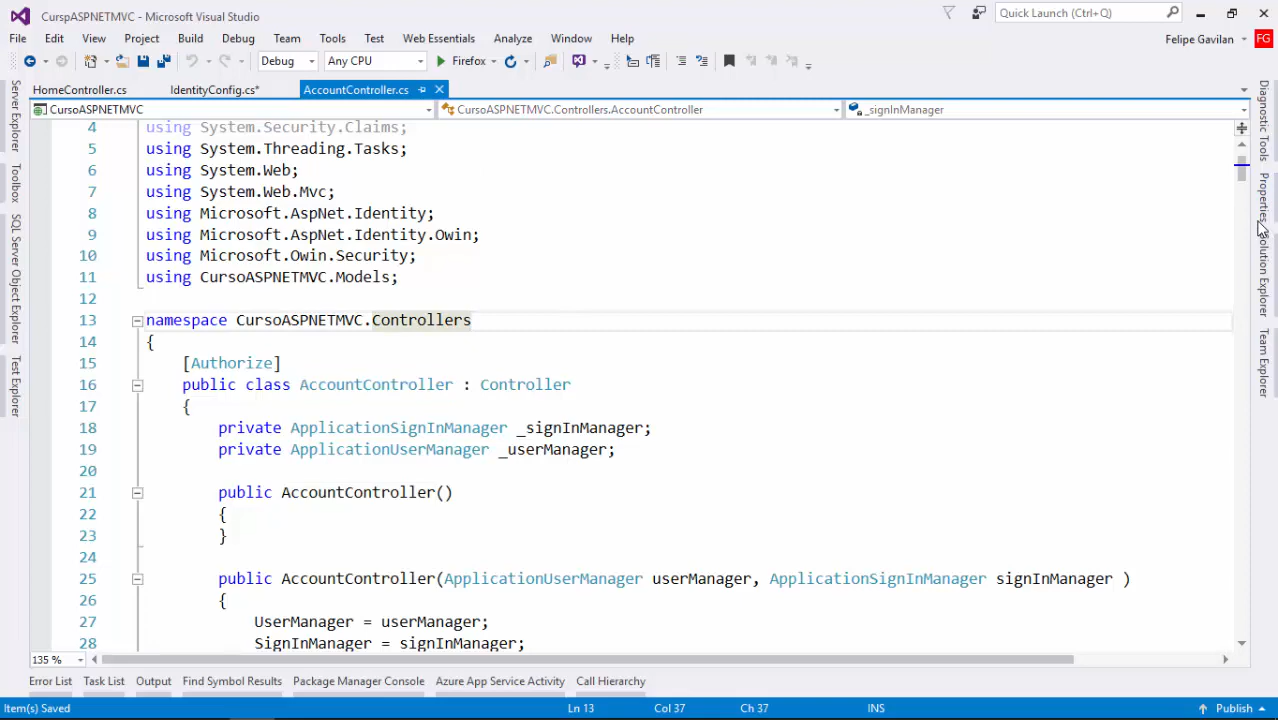 CurspASPNETMVC - Microsoft Visual Studio
Quick Launch (Ctrl+Q)
File Edit View Project Build Debug Team Tools Test Web Essentials Analyze Window Help
Felipe Gavilan FG
Debug Any CPU Firefox
HomeController.cs IdentityConfig.cs* AccountController.cs
CursoASPNETMVC CursoASPNETMVC.Controllers.AccountController _signInManager
4 using System.Security.Claims;
5 using System.Threading.Tasks;
6 using System.Web;
7 using System.Web.Mvc;
8 using Microsoft.AspNet.Identity;
9 using Microsoft.AspNet.Identity.Owin;
10 using Microsoft.Owin.Security;
11 using CursoASPNETMVC.Models;
12
13 namespace CursoASPNETMVC.Controllers
14 {
15 [Authorize]
16 public class AccountController : Controller
17 {
18 private ApplicationSignInManager _signInManager;
19 private ApplicationUserManager _userManager;
20
21 public AccountController()
22 {
23 }
24
25 public AccountController(ApplicationUserManager userManager, ApplicationSignInManager signInManager )
26 {
27 UserManager = userManager;
28 SignInManager = signInManager;
Server Explorer
Toolbox
SQL Server Object Explorer
Test Explorer
Diagnostic Tools
Properties
Solution Explorer
Team Explorer
135 %
Error List Task List Output Find Symbol Results Package Manager Console Azure App Service Activity Call Hierarchy
Item(s) Saved Ln 13 Col 37 Ch 37 INS Publish